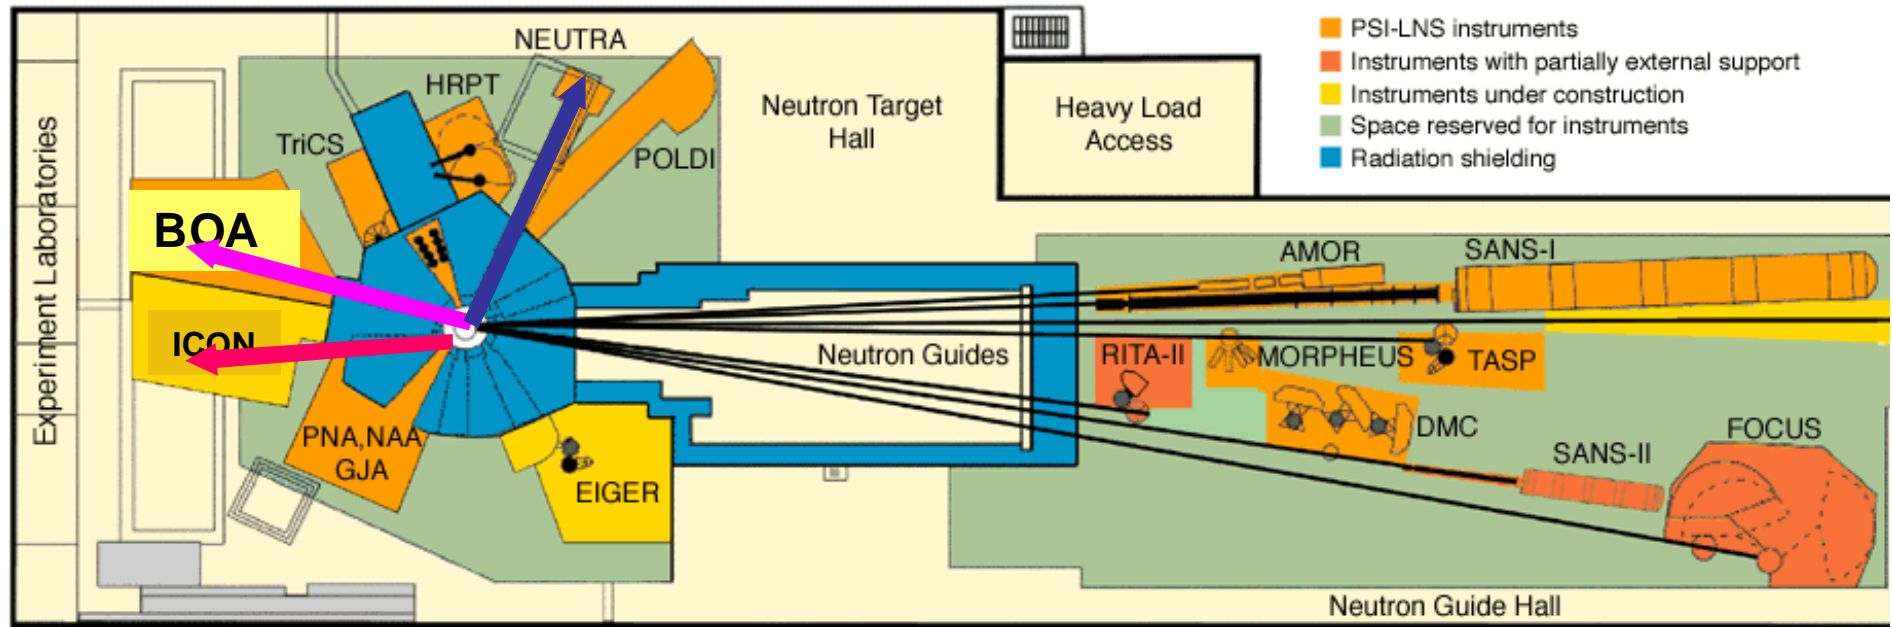 NEUTRA
HRPT
TriCS
POLDI
BOA
ICON
PNA,NAA
GJA
EIGER
Experiment Laboratories
Neutron Target
Hall
Heavy Load
Access
PSI-LNS instruments
Instruments with partially external support
Instruments under construction
Space reserved for instruments
Radiation shielding
Neutron Guides
AMOR
SANS-I
RITA-II
MORPHEUS
TASP
DMC
SANS-II
FOCUS
Neutron Guide Hall